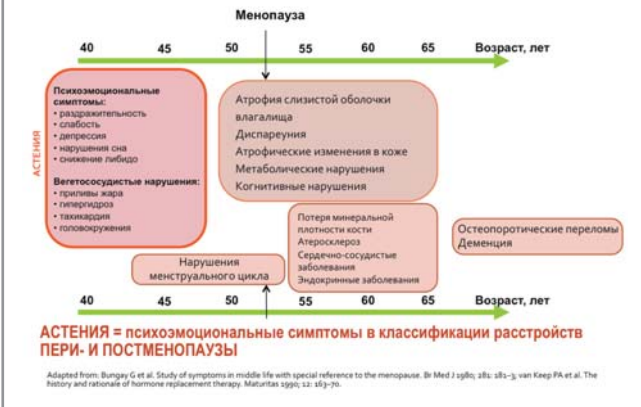 Менопауза
40 45 50 55 60 65 Возраст, лет
АСТЕНИЯ
Психоэмоциональные
симптомы:
• раздражительность
• слабость
• депрессия
• нарушения сна
• снижение либидо
Вегетососудистые нарушения:
• приливы жара
• гипергидроз
• тахикардия
• головокружения
Атрофия слизистой оболочки
влагалища
Диспареуния
Атрофические изменения в коже
Метаболические нарушения
Когнитивные нарушения
Потеря минеральной
плотности кости
Атеросклероз
Сердечно-сосудистые
заболевания
Эндокринные заболевания
Остеопоротические переломы
Деменция
Нарушения
менструального цикла
40 45 50 55 60 65 Возраст, лет
АСТЕНИЯ = психоэмоциональные симптомы в классификации расстройств
ПЕРИ- И ПОСТМЕНОПАУЗЫ
Adapted from: Bungay G et al. Study of symptoms in middle life with special reference to the menopause. Br Med J 1980; 281: 181–3; van Keep PA et al. The
history and rationale of hormone replacement therapy. Maturitas 1990; 12: 163–70.